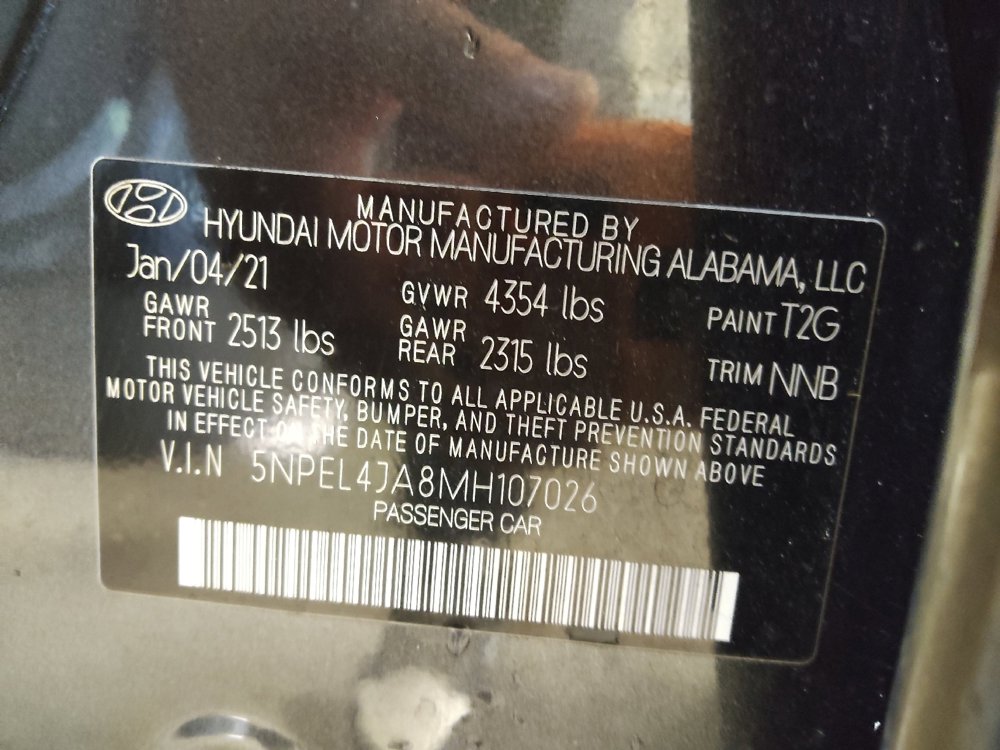 MANUFACTURED BY
HYUNDAI MOTOR MANUFACTURING ALABAMA, LLC
Jan/04/21 GVWR 4354 lbs PAINT T2G
GAWR FRONT 2513 lbs GAWR REAR 2315 lbs TRIM NNB
THIS VEHICLE CONFORMS TO ALL APPLICABLE U.S.A. FEDERAL
MOTOR VEHICLE SAFETY, BUMPER, AND THEFT PREVENTION STANDARDS
IN EFFECT ON THE DATE OF MANUFACTURE SHOWN ABOVE
V.I.N 5NPEL4JA8MH107026
PASSENGER CAR